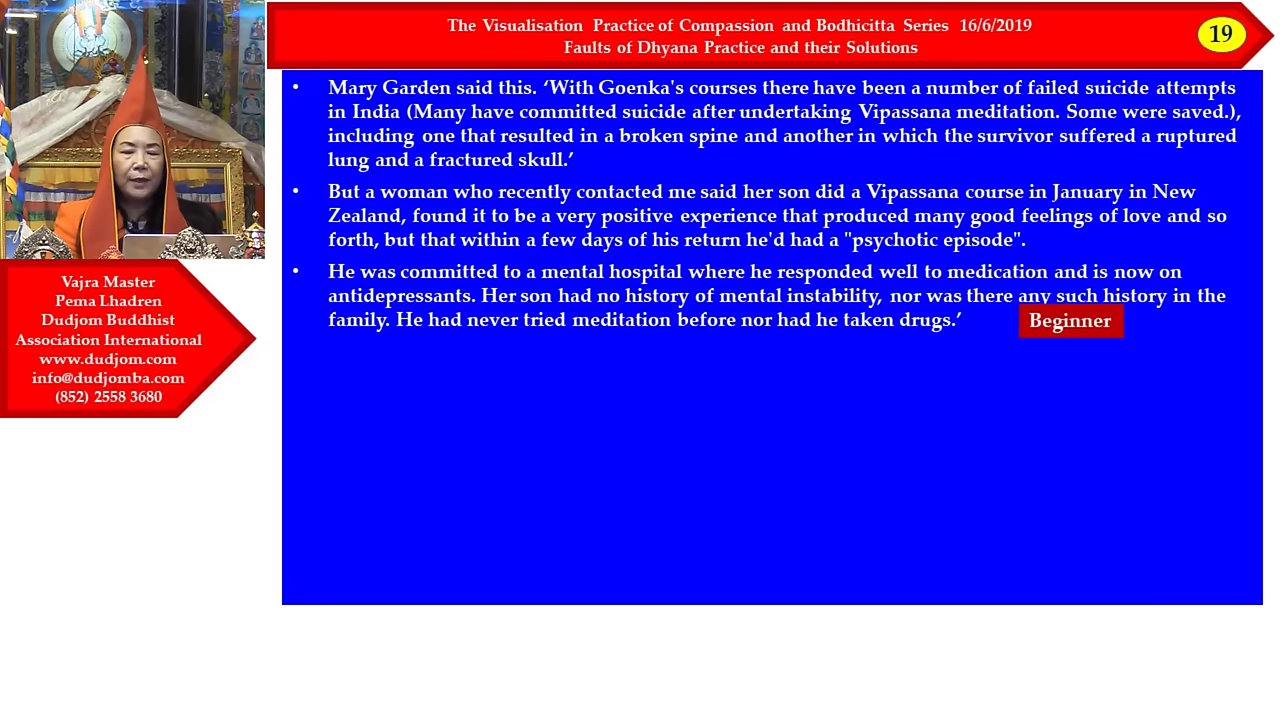 The Visualisation Practice of Compassion and Bodhicitta Series 16/6/2019
Faults of Dhyana Practice and their Solutions
19
• Mary Garden said this. ‘With Goenka's courses there have been a number of failed suicide attempts
in India (Many have committed suicide after undertaking Vipassana meditation. Some were saved.),
including one that resulted in a broken spine and another in which the survivor suffered a ruptured
lung and a fractured skull.’
• But a woman who recently contacted me said her son did a Vipassana course in January in New
Zealand, found it to be a very positive experience that produced many good feelings of love and so
forth, but that within a few days of his return he'd had a "psychotic episode".
• He was committed to a mental hospital where he responded well to medication and is now on
antidepressants. Her son had no history of mental instability, nor was there any such history in the
family. He had never tried meditation before nor had he taken drugs.’
Beginner
Vajra Master
Pema Lhadren
Dudjom Buddhist
Association International
www.dudjom.com
info@dudjomba.com
(852) 2558 3680